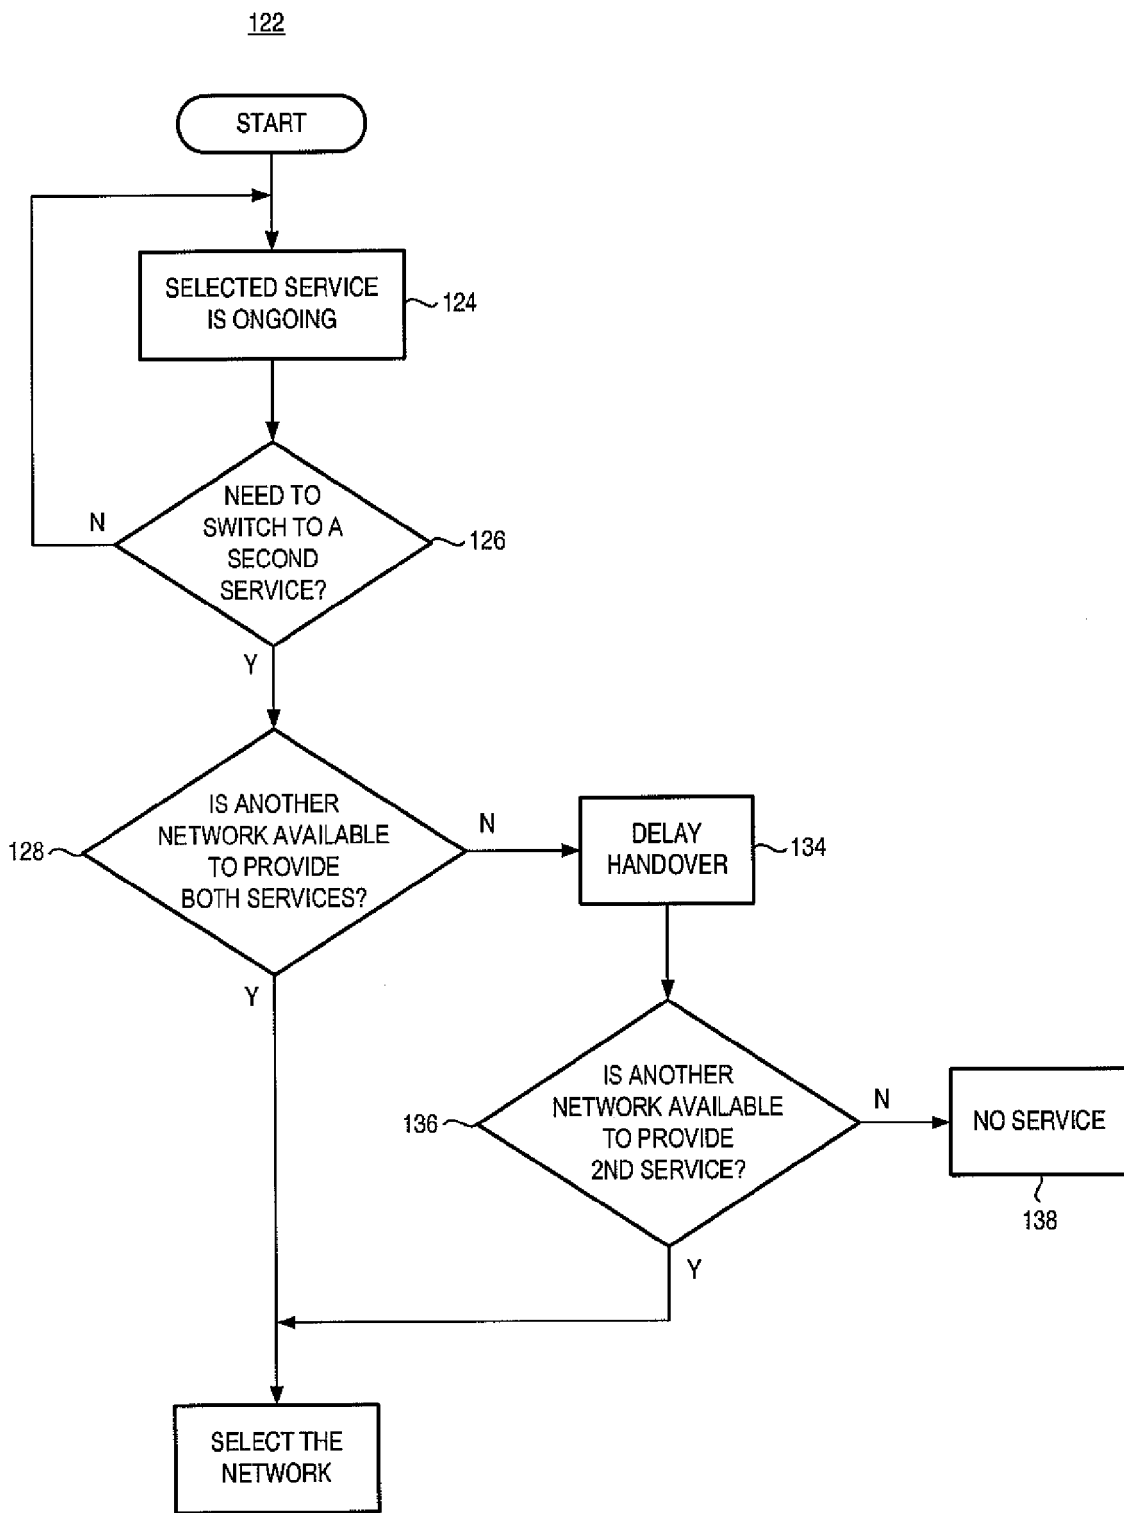 122
START
SELECTED SERVICE
IS ONGOING
124
NEED TO
SWITCH TO A
SECOND
SERVICE?
N
126
Y
IS ANOTHER
NETWORK AVAILABLE
TO PROVIDE
BOTH SERVICES?
128
N
DELAY
HANDOVER
134
Y
IS ANOTHER
NETWORK AVAILABLE
TO PROVIDE
2ND SERVICE?
136
N
NO SERVICE
138
Y
SELECT THE
NETWORK